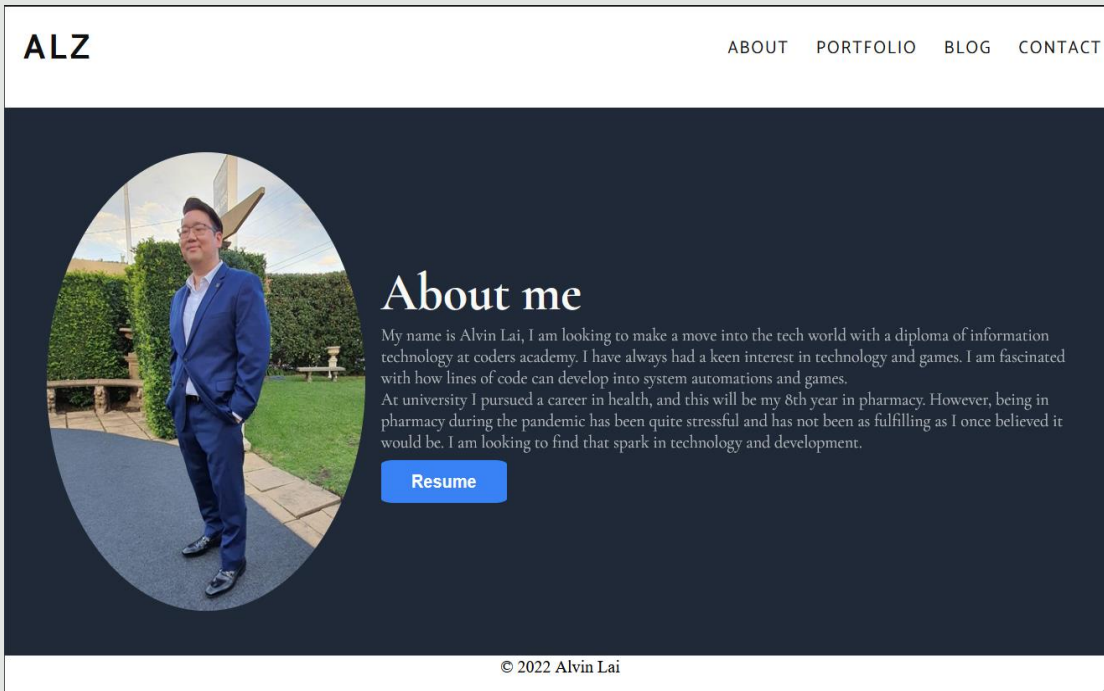 ALZ
ABOUT PORTFOLIO BLOG CONTACT
About me
My name is Alvin Lai, I am looking to make a move into the tech world with a diploma of information
technology at coders academy. I have always had a keen interest in technology and games. I am fascinated
with how lines of code can develop into system automations and games.
At university I pursued a career in health, and this will be my 8th year in pharmacy. However, being in
pharmacy during the pandemic has been quite stressful and has not been as fulfilling as I once believed it
would be. I am looking to find that spark in technology and development.
Resume
© 2022 Alvin Lai